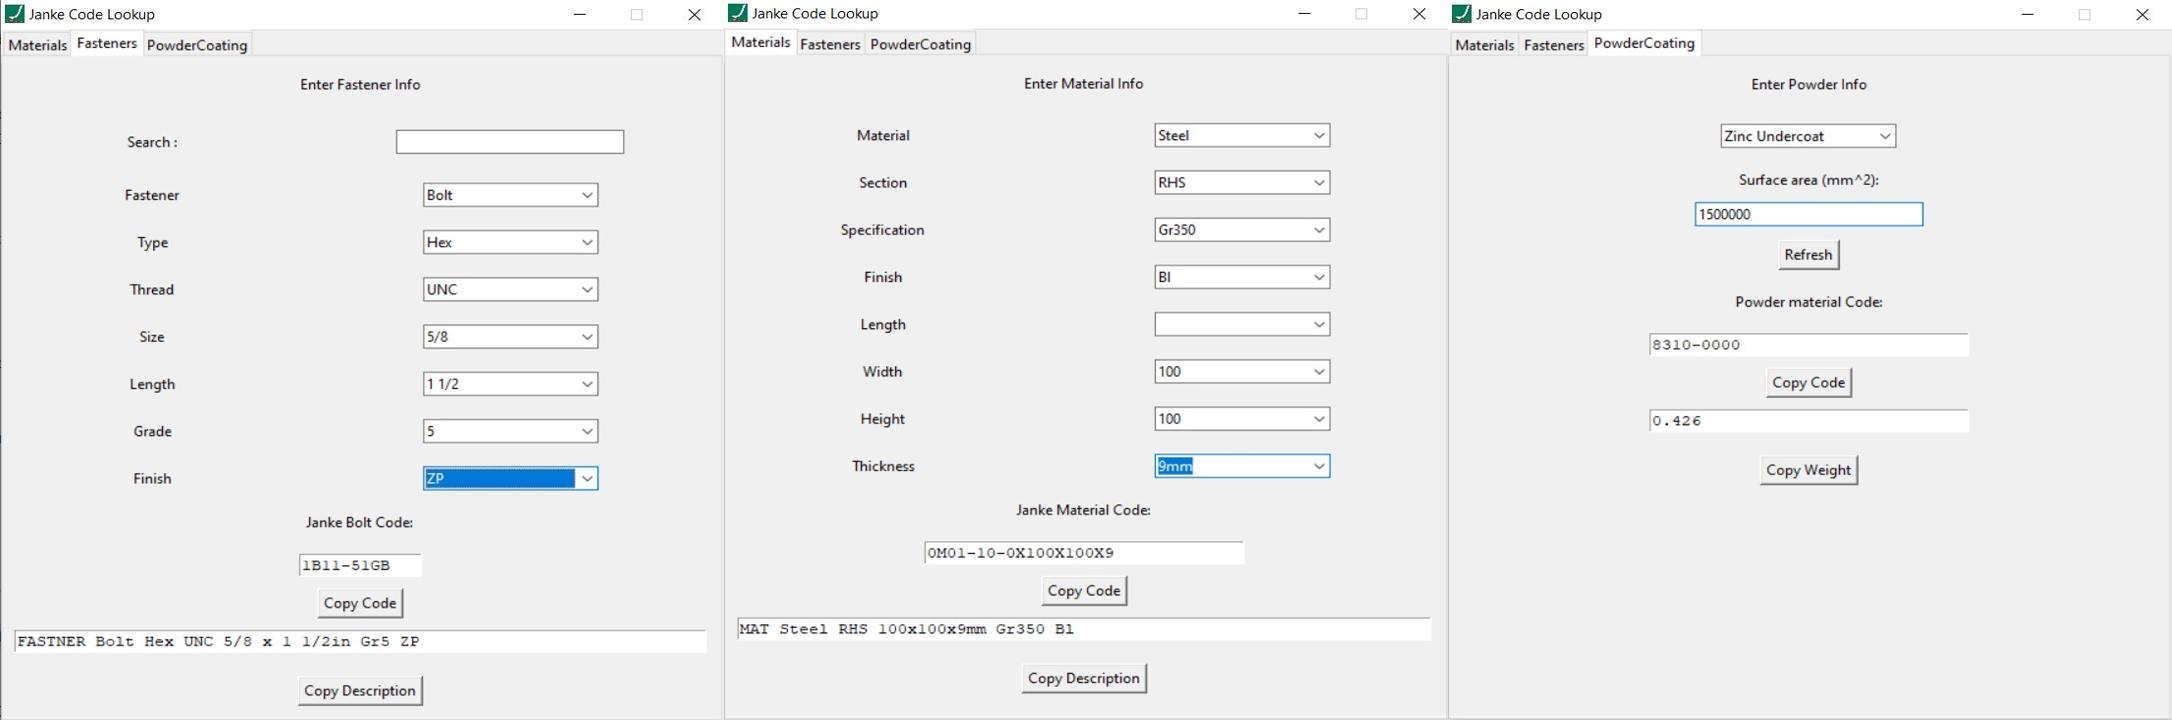 Janke Code Lookup
Materials Fasteners PowderCoating
Enter Fastener Info
Search :
Fastener Bolt
Type Hex
Thread UNC
Size 5/8
Length 1 1/2
Grade 5
Finish ZP
Janke Bolt Code:
1B11-51GB
Copy Code
FASTNER Bolt Hex UNC 5/8 x 1 1/2in Gr5 ZP
Copy Description
Janke Code Lookup
Materials Fasteners PowderCoating
Enter Material Info
Material Steel
Section RHS
Specification Gr350
Finish Bl
Length
Width 100
Height 100
Thickness 9mm
Janke Material Code:
0M01-10-0X100X100X9
Copy Code
MAT Steel RHS 100x100x9mm Gr350 Bl
Copy Description
Janke Code Lookup
Materials Fasteners PowderCoating
Enter Powder Info
Zinc Undercoat
Surface area (mm^2):
1500000
Refresh
Powder material Code:
8310-0000
Copy Code
0.426
Copy Weight